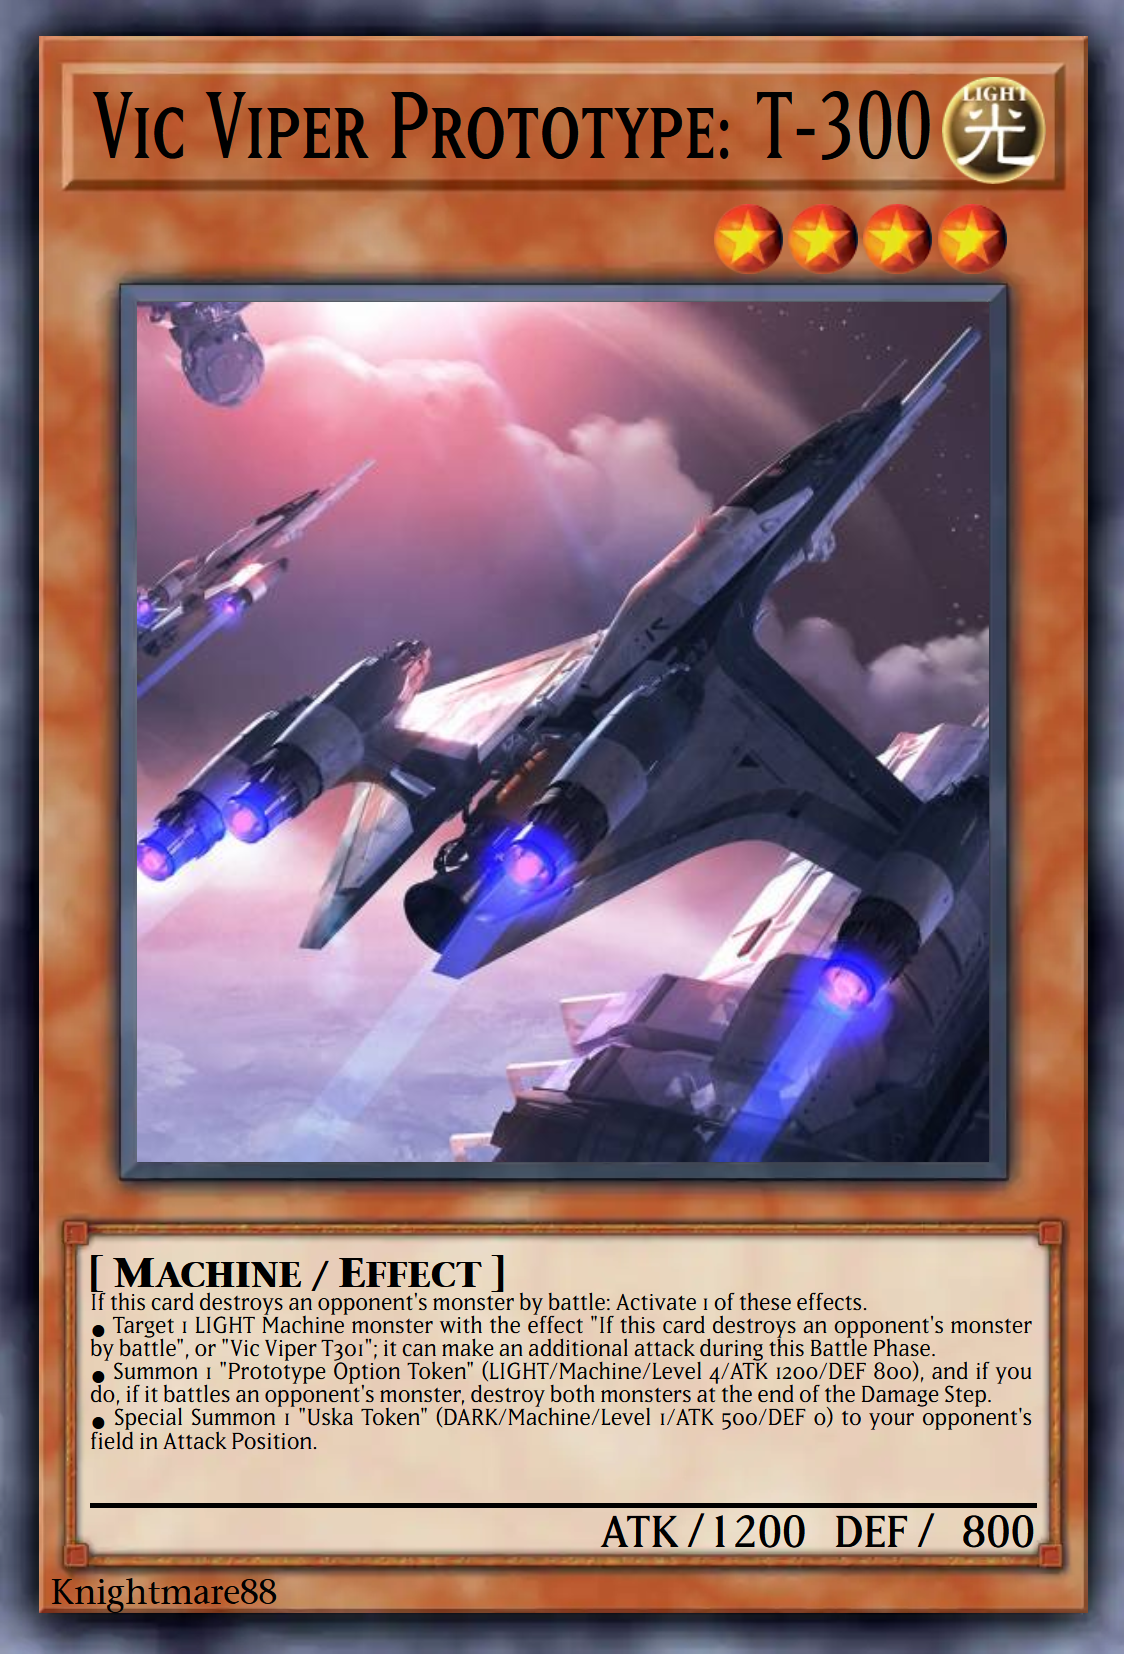 Vic Viper Prototype: T-300
LIGHT
光
[ Machine / Effect ]
If this card destroys an opponent's monster by battle: Activate 1 of these effects.
● Target 1 LIGHT Machine monster with the effect "If this card destroys an opponent's monster
by battle", or "Vic Viper T301"; it can make an additional attack during this Battle Phase.
● Summon 1 "Prototype Option Token" (LIGHT/Machine/Level 4/ATK 1200/DEF 800), and if you
do, if it battles an opponent's monster, destroy both monsters at the end of the Damage Step.
● Special Summon 1 "Uska Token" (DARK/Machine/Level 1/ATK 500/DEF 0) to your opponent's
field in Attack Position.
ATK / 1200 DEF / 800
Knightmare88